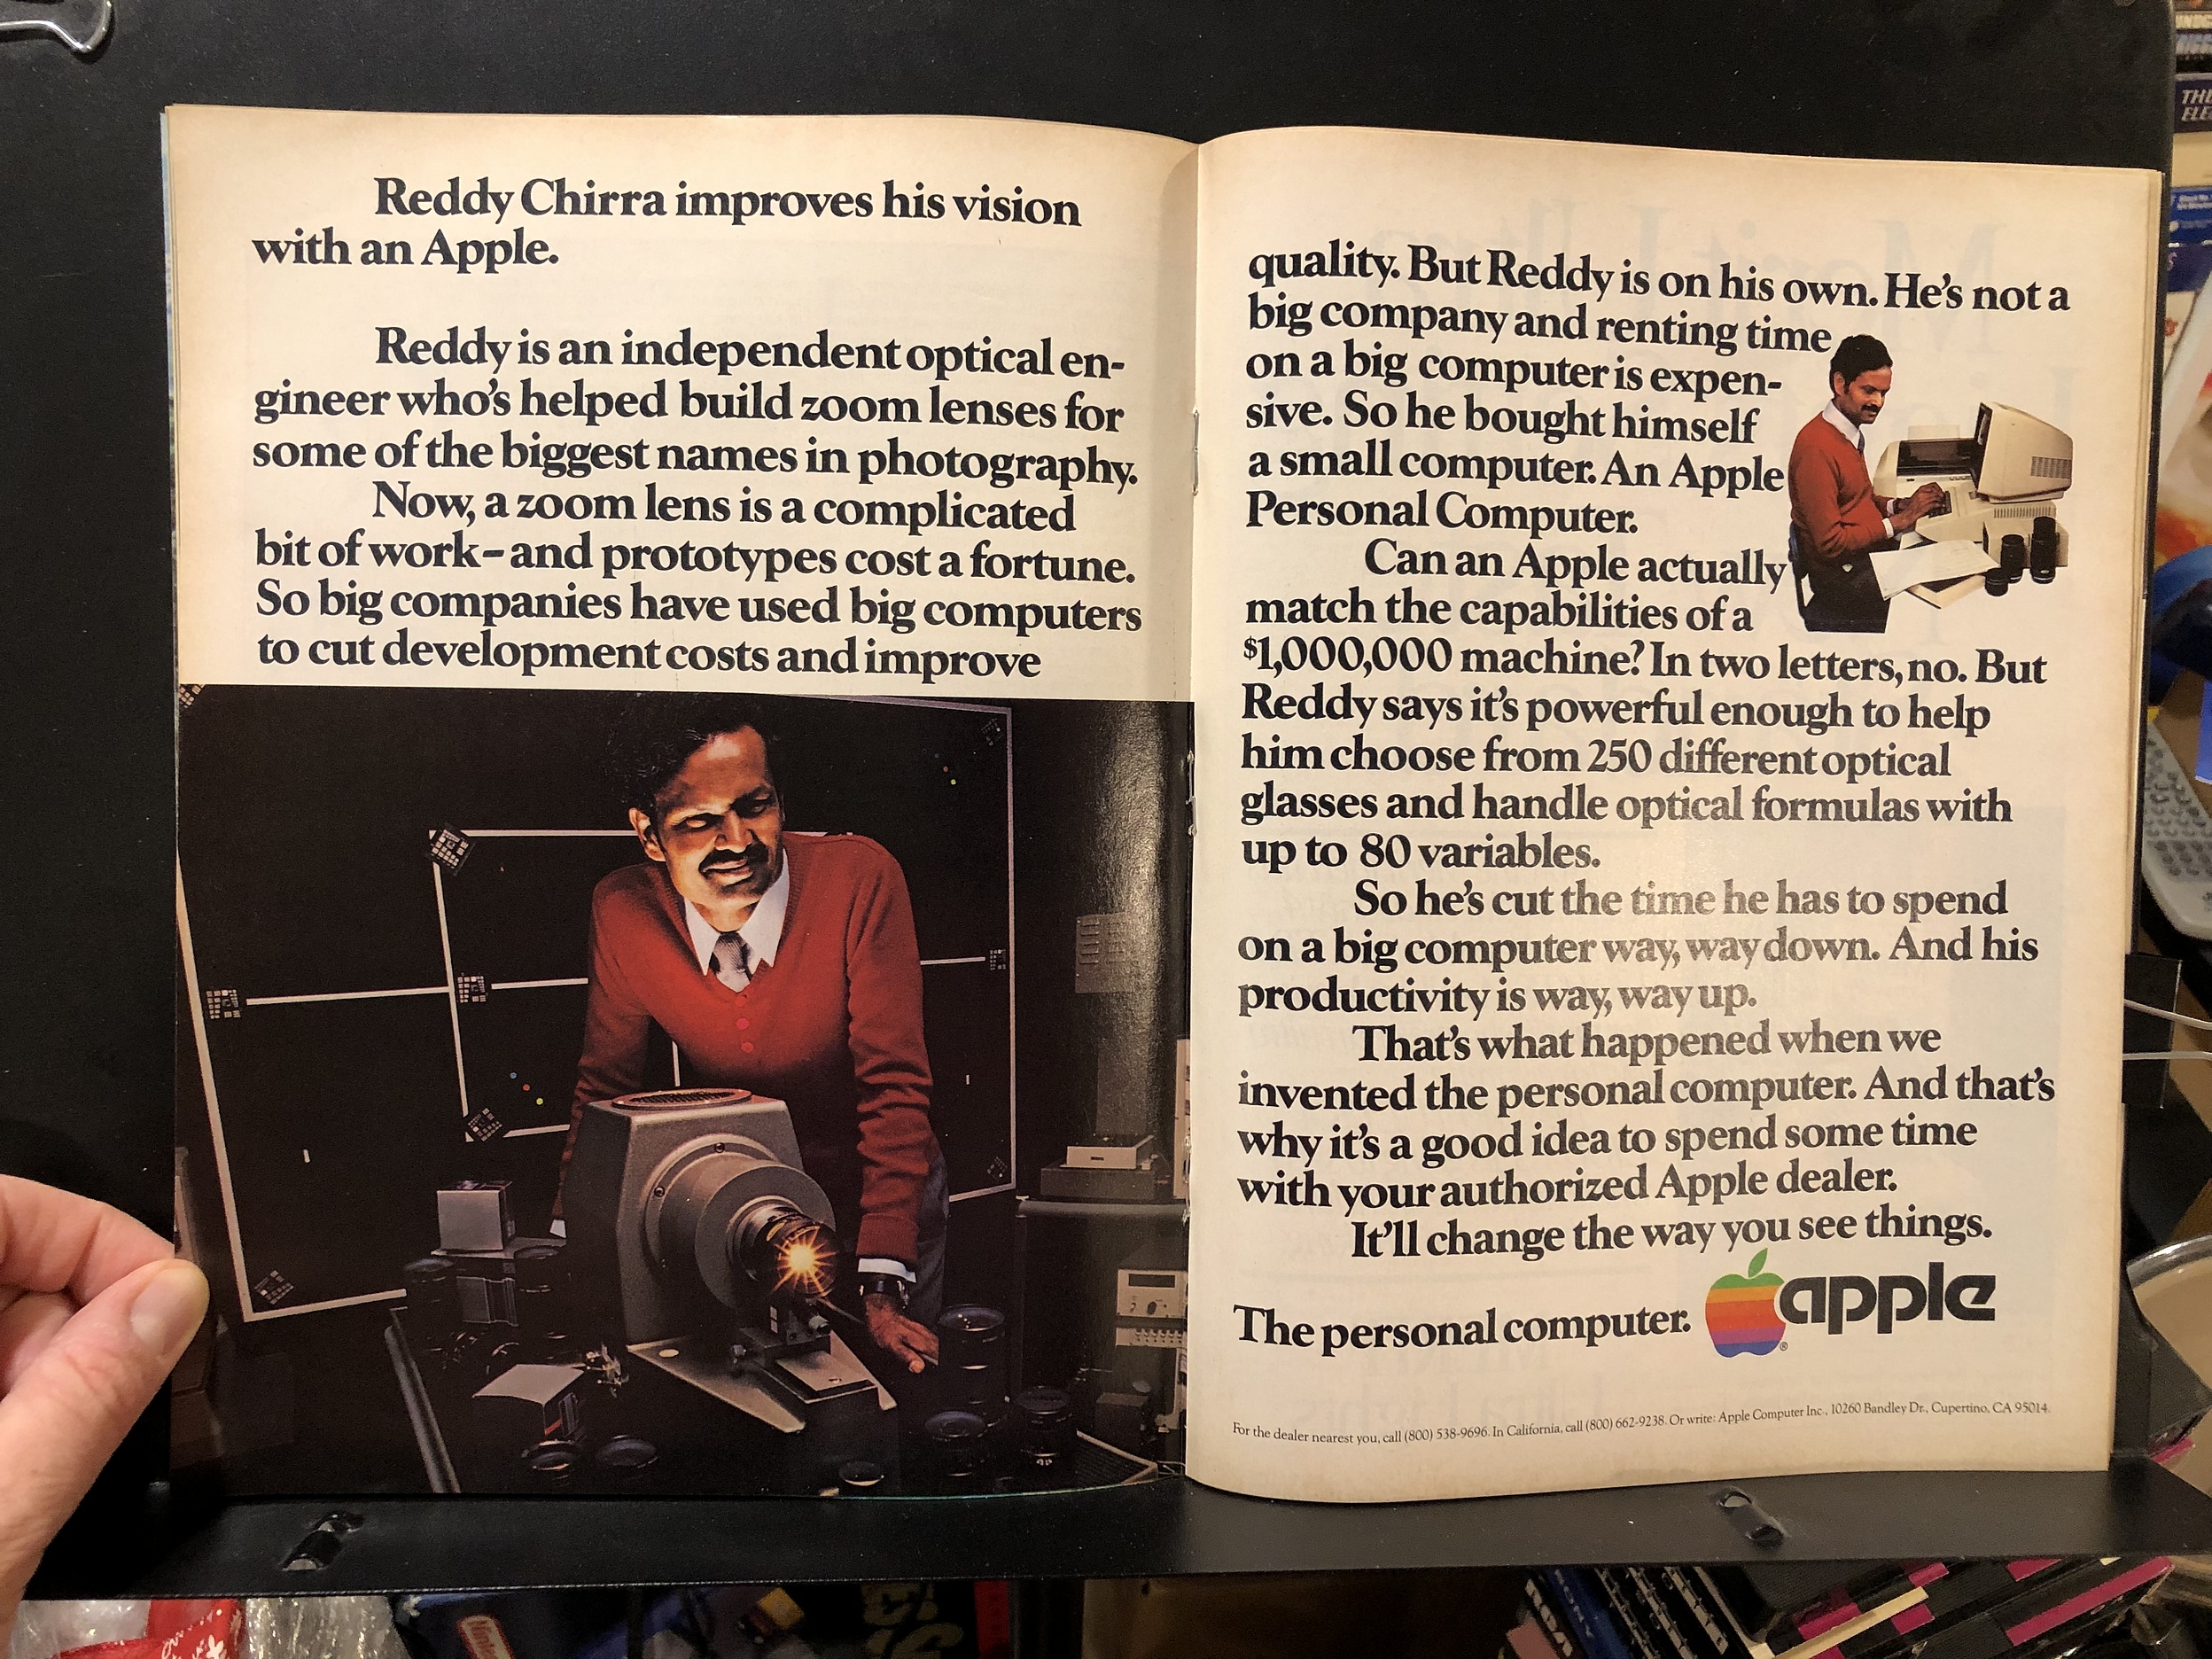 Reddy Chirra improves his vision
with an Apple.
Reddy is an independent optical en-
gineer who's helped build zoom lenses for
some of the biggest names in photography.
Now, a zoom lens is a complicated
bit of work–and prototypes cost a fortune.
So big companies have used big computers
to cut development costs and improve
quality. But Reddy is on his own. He's not a
big company and renting time
on a big computer is expen-
sive. So he bought himself
a small computer. An Apple
Personal Computer.
Can an Apple actually
match the capabilities of a
$1,000,000 machine? In two letters, no. But
Reddy says it's powerful enough to help
him choose from 250 different optical
glasses and handle optical formulas with
up to 80 variables.
So he's cut the time he has to spend
on a big computer way, way down. And his
productivity is way, way up.
That's what happened when we
invented the personal computer. And that's
why it's a good idea to spend some time
with your authorized Apple dealer.
It'll change the way you see things.
The personal computer. apple
®
For the dealer nearest you, call (800) 538-9696. In California, call (800) 662-9238. Or write: Apple Computer Inc., 10260 Bandley Dr., Cupertino, CA 95014.